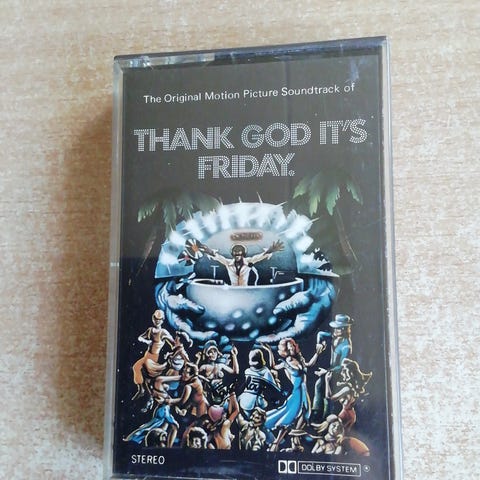 The Original Motion Picture Soundtrack of
THANK GOD IT'S
FRIDAY.
STEREO
DOLBY SYSTEM ®